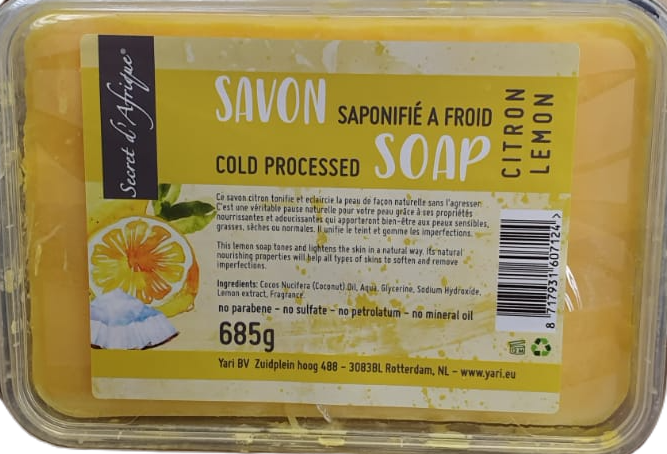 Secret d'Afrique®
SAVON SAPONIFIÉ A FROID
COLD PROCESSED SOAP
CITRON
LEMON
Ce savon citron tonifie et eclaircie la peau de façon naturelle sans l'agresser
C'est une véritable pause naturelle pour votre peau grâce à ses propriétés
nourrissantes et adoucissantes qui apporteront bien-être aux peaux sensibles,
grasses, sèches ou normales. Il unifie le teint et gomme les imperfections.
This lemon soap tones and lightens the skin in a natural way. Its natural
nourishing properties will help all types of skins to soften and remove
imperfections.
Ingredients: Cocos Nucifera (Coconut) Oil, Aqua, Glycerine, Sodium Hydroxide,
Lemon extract, Fragrance.
no parabene - no sulfate - no petrolatum - no mineral oil
685g
Yari BV Zuidplein hoog 488 - 3083BL Rotterdam, NL - www.yari.eu
8 717931 607124 >